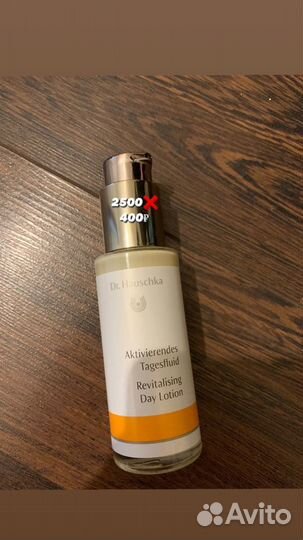 2500❌
400₽
Dr. Hauschka
Aktivierendes
Tagesfluid
Revitalising
Day Lotion
Avito